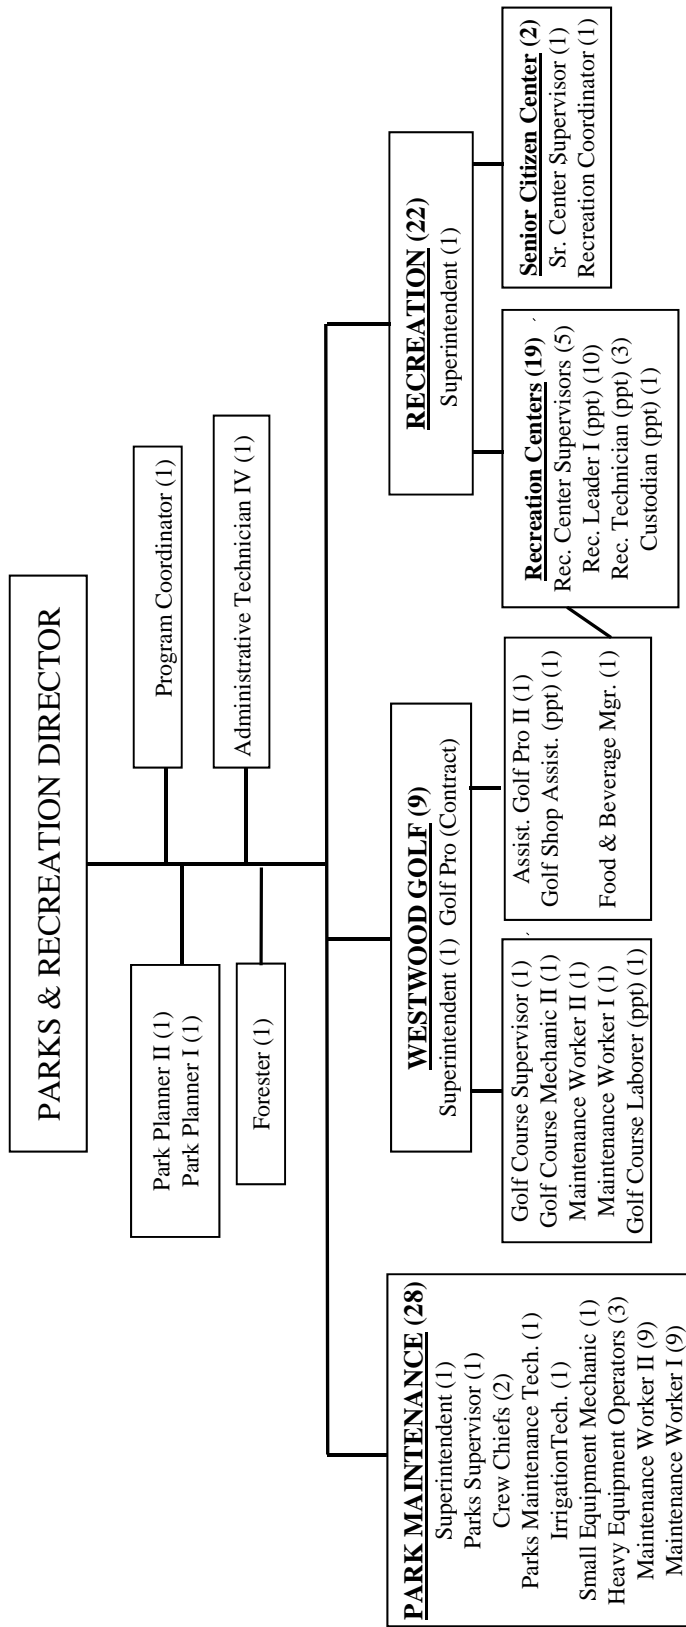 PARKS & RECREATION DIRECTOR
Park Planner II (1)
Park Planner I (1)
Program Coordinator (1)
Forester (1)
Administrative Technician IV (1)
PARK MAINTENANCE (28)
Superintendent (1)
Parks Supervisor (1)
Crew Chiefs (2)
Parks Maintenance Tech. (1)
IrrigationTech. (1)
Small Equipment Mechanic (1)
Heavy Equipment Operators (3)
Maintenance Worker II (9)
Maintenance Worker I (9)
WESTWOOD GOLF (9)
Superintendent (1) Golf Pro (Contract)
Golf Course Supervisor (1)
Golf Course Mechanic II (1)
Maintenance Worker II (1)
Maintenance Worker I (1)
Golf Course Laborer (ppt) (1)
Assist. Golf Pro II (1)
Golf Shop Assist. (ppt) (1)
Food & Beverage Mgr. (1)
RECREATION (22)
Superintendent (1)
Recreation Centers (19)
Rec. Center Supervisors (5)
Rec. Leader I (ppt) (10)
Rec. Technician (ppt) (3)
Custodian (ppt) (1)
Senior Citizen Center (2)
Sr. Center Supervisor (1)
Recreation Coordinator (1)